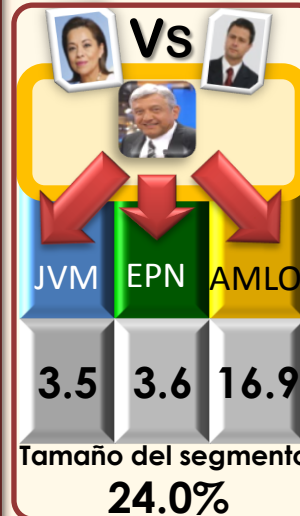 Vs
JVM EPN AMLO
3.5 3.6 16.9
Tamaño del segmento
24.0%